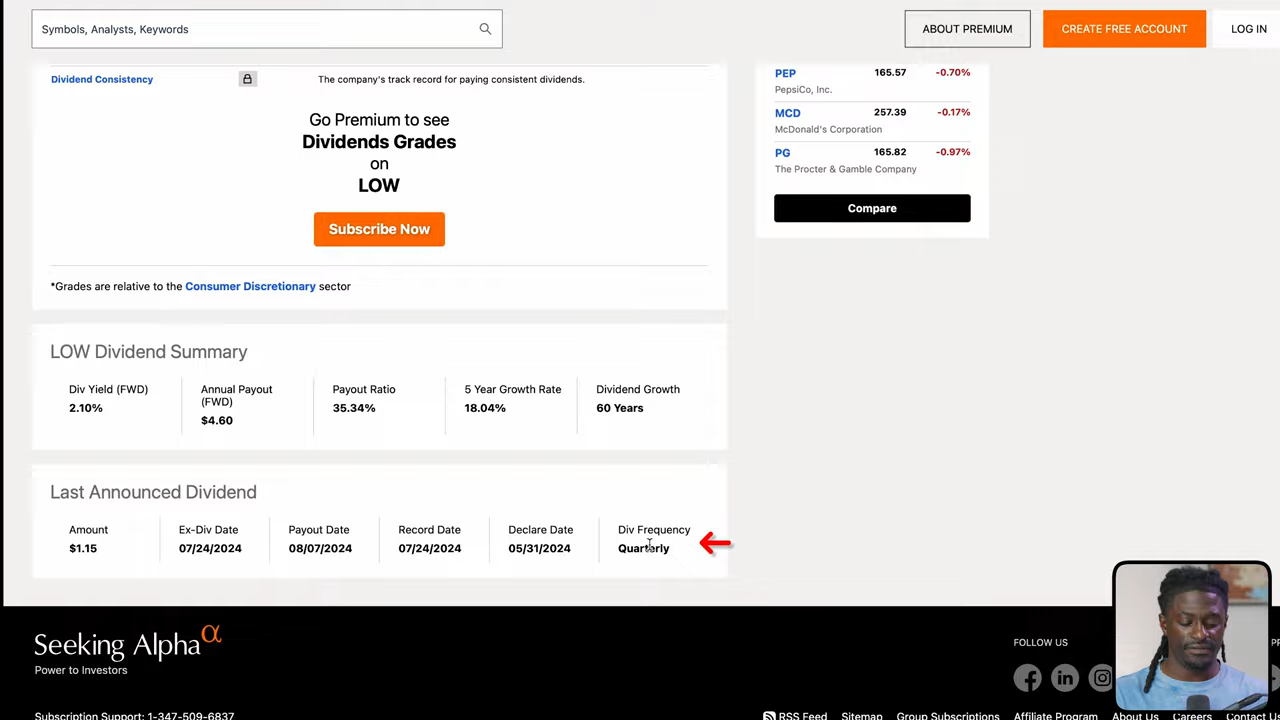 Symbols, Analysts, Keywords
ABOUT PREMIUM
CREATE FREE ACCOUNT
LOG IN
Dividend Consistency
The company's track record for paying consistent dividends.
Go Premium to see
Dividends Grades
on
LOW
Subscribe Now
*Grades are relative to the Consumer Discretionary sector
PEP 165.57 -0.70%
PepsiCo, Inc.
MCD 257.39 -0.17%
McDonald's Corporation
PG 165.82 -0.97%
The Procter & Gamble Company
Compare
LOW Dividend Summary
Div Yield (FWD)
2.10%
Annual Payout
(FWD)
$4.60
Payout Ratio
35.34%
5 Year Growth Rate
18.04%
Dividend Growth
60 Years
Last Announced Dividend
Amount
$1.15
Ex-Div Date
07/24/2024
Payout Date
08/07/2024
Record Date
07/24/2024
Declare Date
05/31/2024
Div Frequency
Quarterly
Seeking Alpha α
Power to Investors
FOLLOW US
Subscription Support: 1-347-509-6837
RSS Feed Sitemap Group Subscriptions Affiliate Program About Us Careers Contact Us